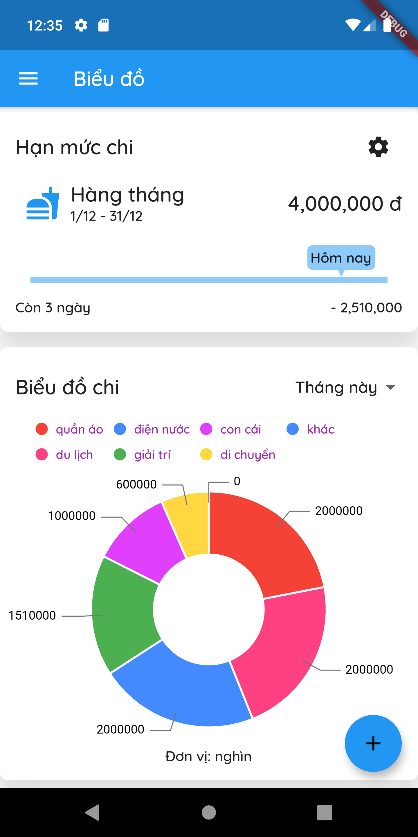 12:35
DEBUG
Biểu đồ
Hạn mức chi
Hàng tháng
1/12 - 31/12
4,000,000 đ
Hôm nay
Còn 3 ngày
- 2,510,000
Biểu đồ chi
Tháng này
quần áo điện nước con cái khác
du lịch giải trí di chuyển
600000
0
1000000
2000000
1510000
2000000
2000000
Đơn vị: nghìn
+